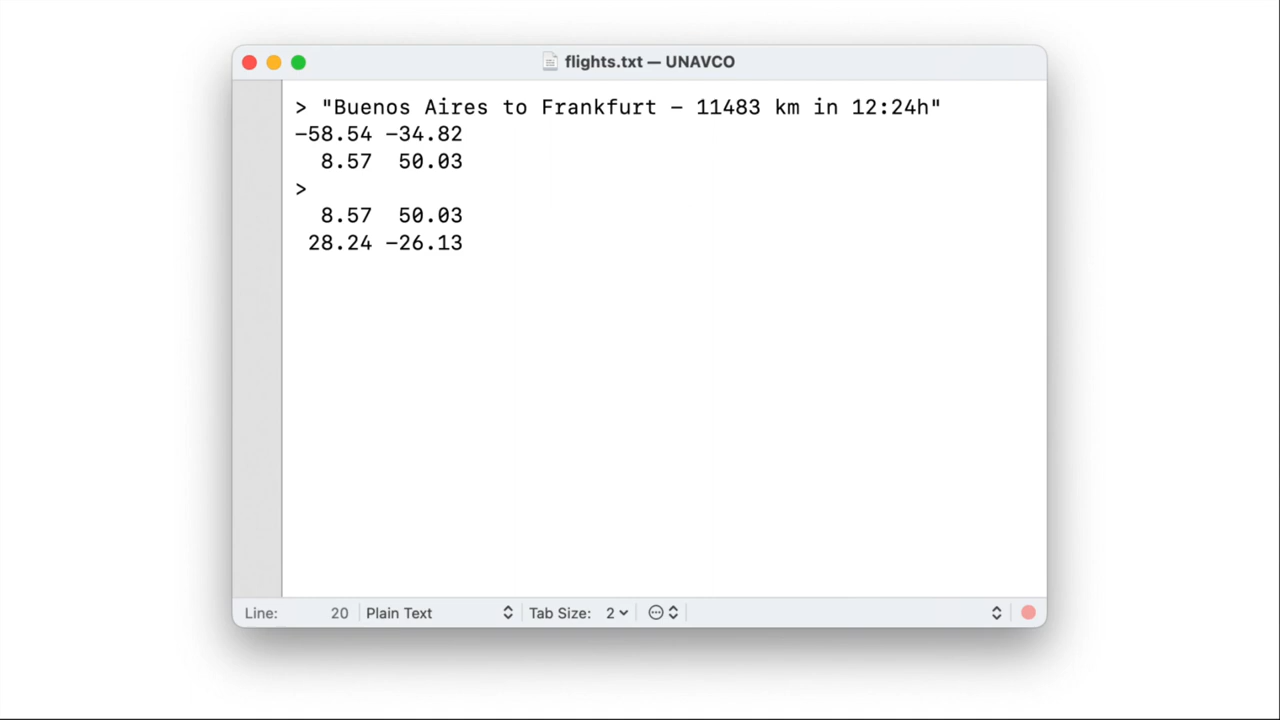 flights.txt — UNAVCO
> "Buenos Aires to Frankfurt – 11483 km in 12:24h"
-58.54 -34.82
8.57 50.03
>
8.57 50.03
28.24 -26.13
Line: 20 Plain Text Tab Size: 2